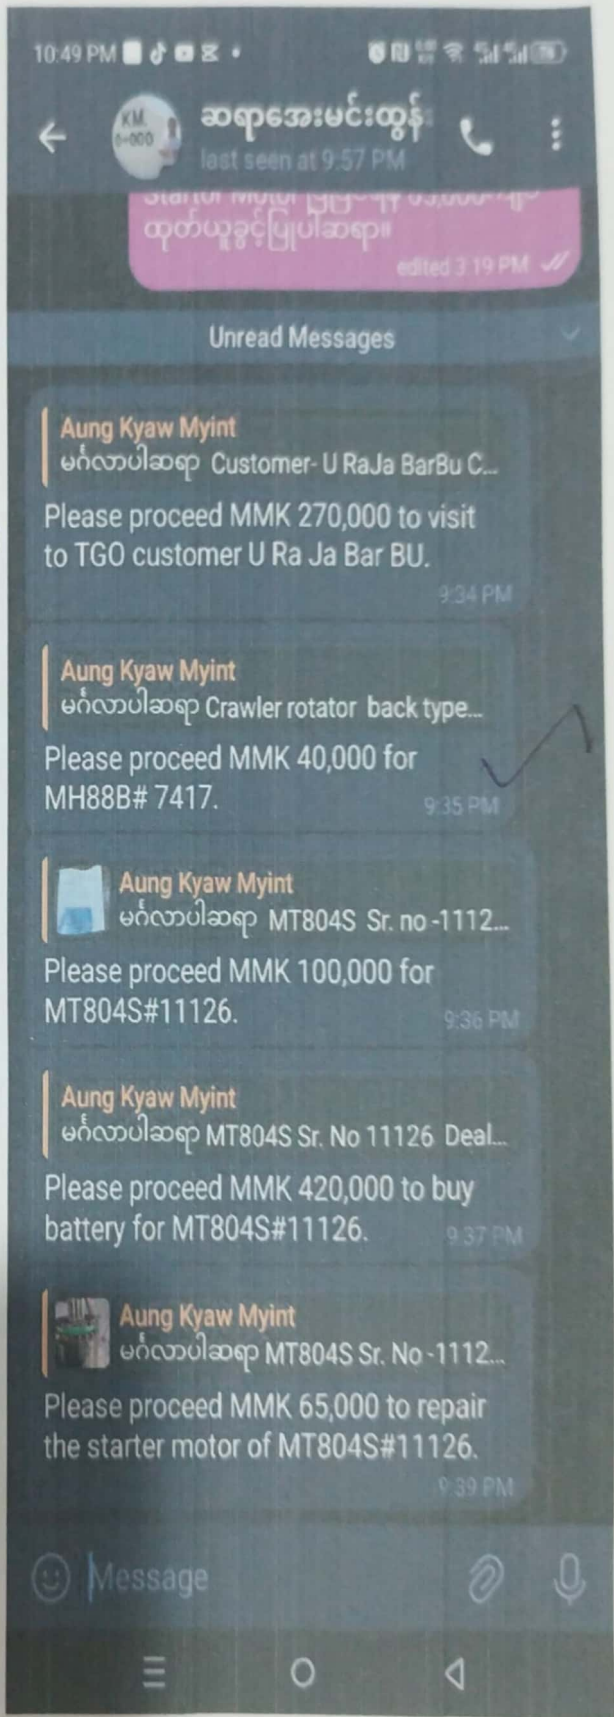 10:49 PM
ဆရာအေးမင်းထွန်း
last seen at 9:57 PM
ထုတ်ယူခွင့်ပြုပါဆရာ။
edited 3:19 PM
Unread Messages
Aung Kyaw Myint
မင်္ဂလာပါဆရာ Customer- U RaJa BarBu C...
Please proceed MMK 270,000 to visit
to TGO customer U Ra Ja Bar BU.
9:34 PM
Aung Kyaw Myint
မင်္ဂလာပါဆရာ Crawler rotator back type...
Please proceed MMK 40,000 for
MH88B# 7417.
9:35 PM
Aung Kyaw Myint
မင်္ဂလာပါဆရာ MT804S Sr. no -1112...
Please proceed MMK 100,000 for
MT804S#11126.
9:36 PM
Aung Kyaw Myint
မင်္ဂလာပါဆရာ MT804S Sr. No 11126 Deal...
Please proceed MMK 420,000 to buy
battery for MT804S#11126.
9:37 PM
Aung Kyaw Myint
မင်္ဂလာပါဆရာ MT804S Sr. No -1112...
Please proceed MMK 65,000 to repair
the starter motor of MT804S#11126.
9:39 PM
Message